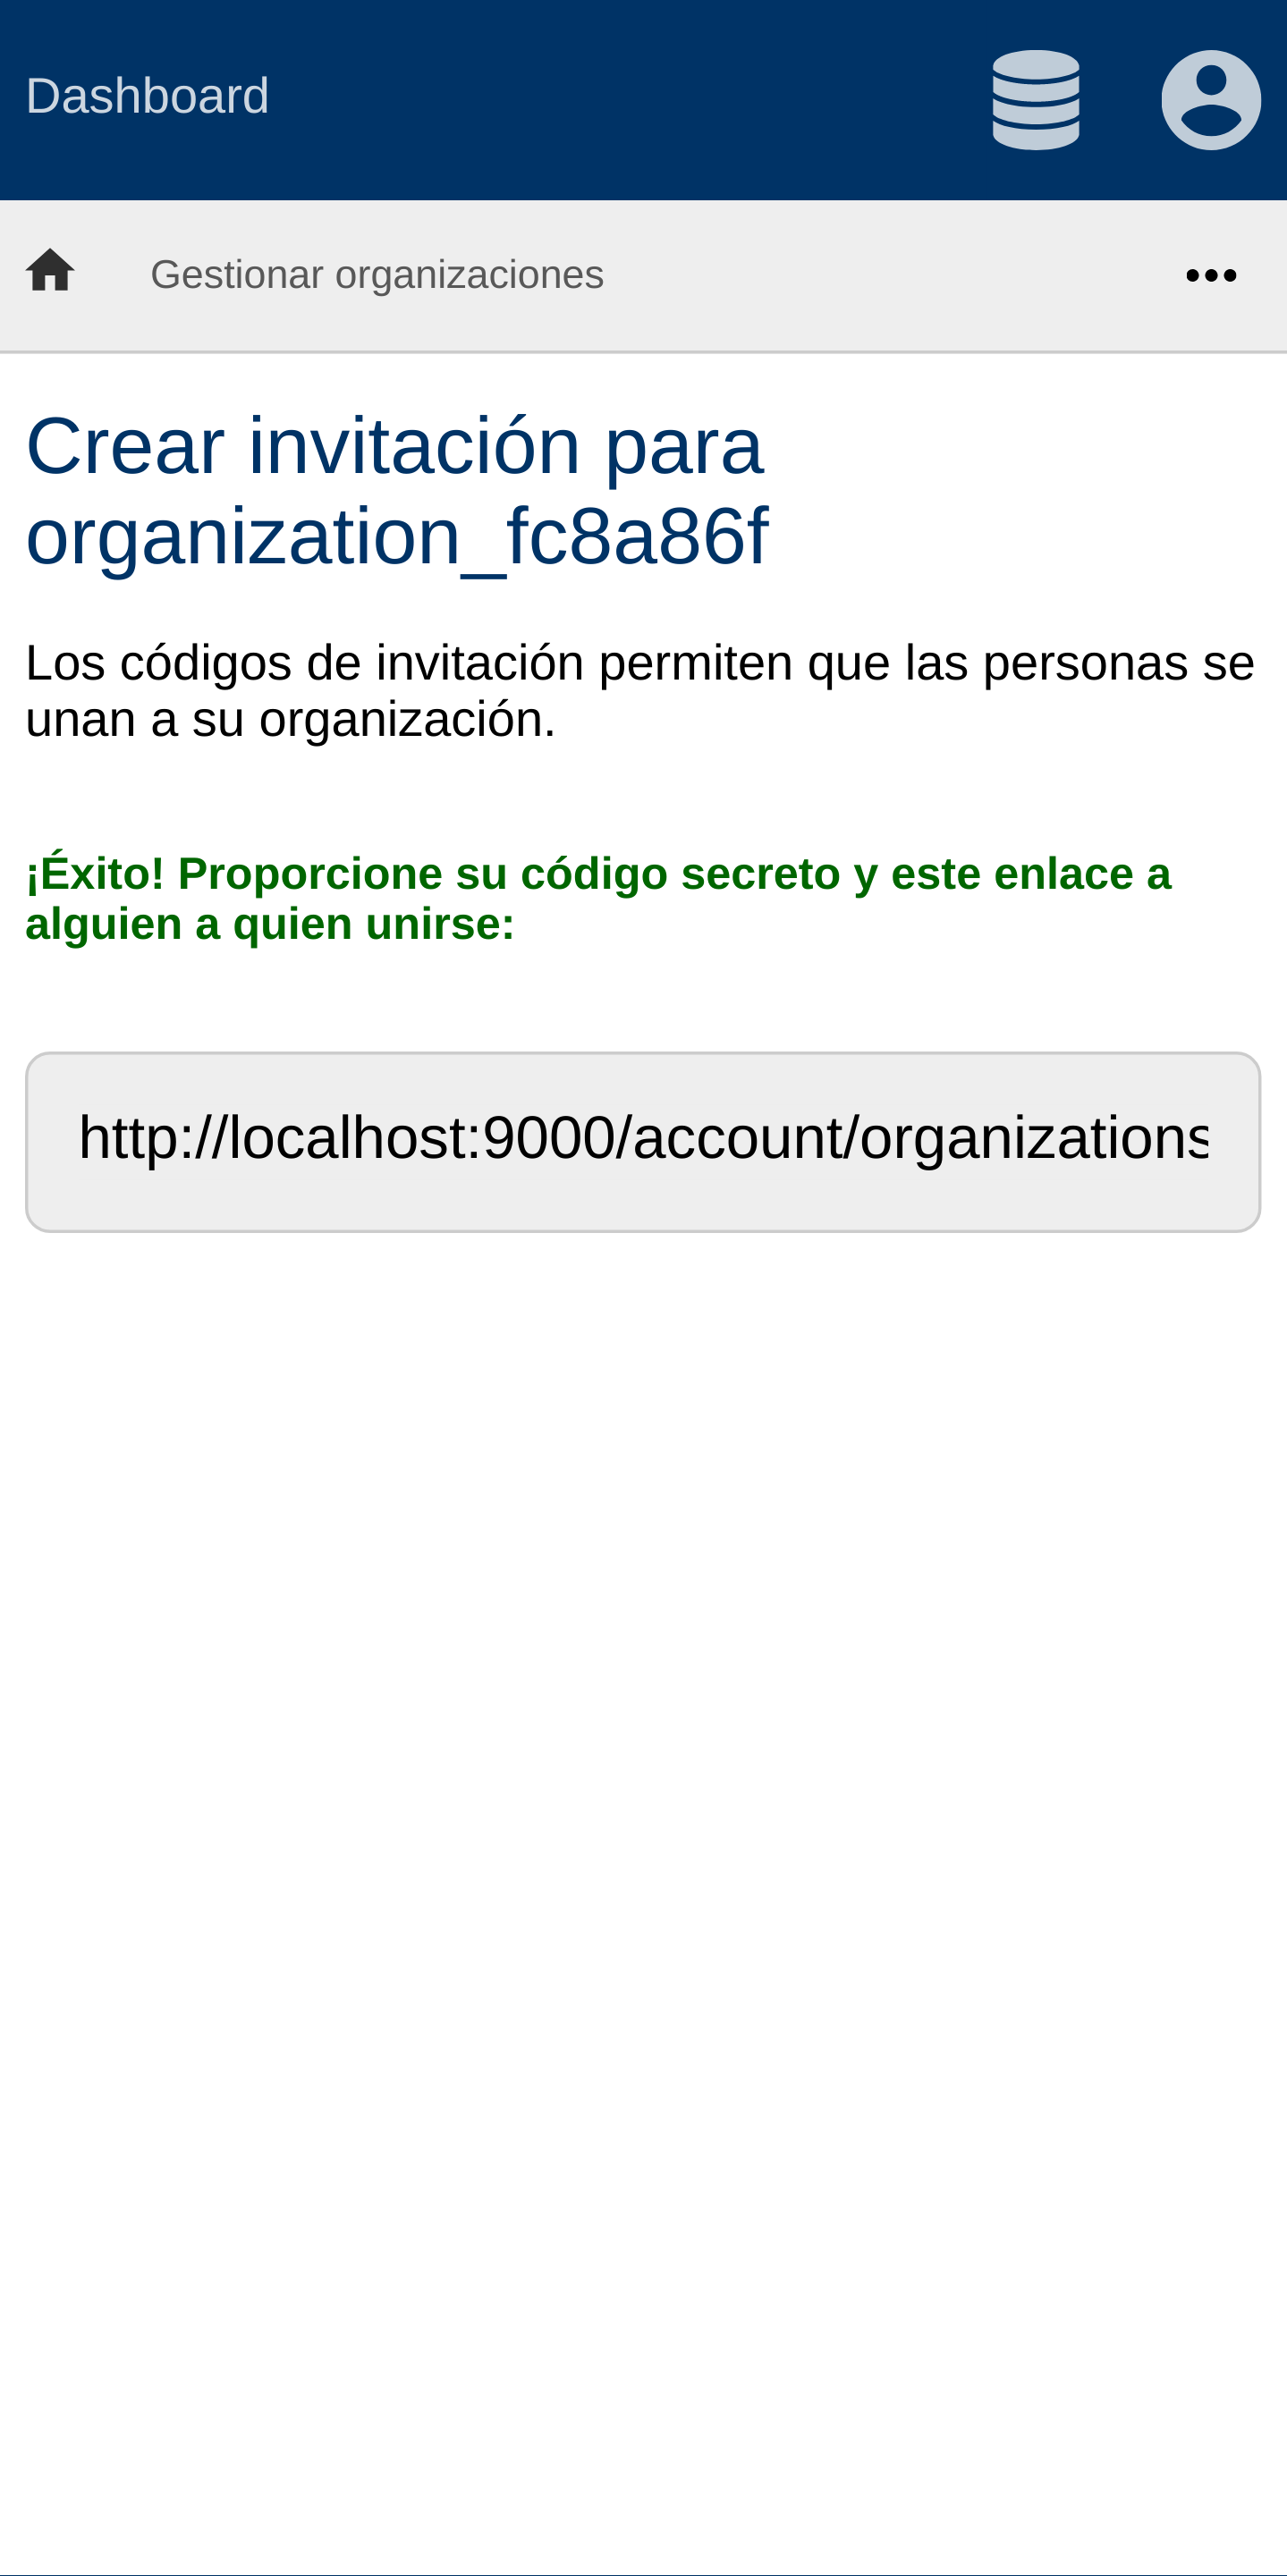 Dashboard
Gestionar organizaciones
Crear invitación para
organization_fc8a86f
Los códigos de invitación permiten que las personas se
unan a su organización.
¡Éxito! Proporcione su código secreto y este enlace a
alguien a quien unirse:
http://localhost:9000/account/organizations